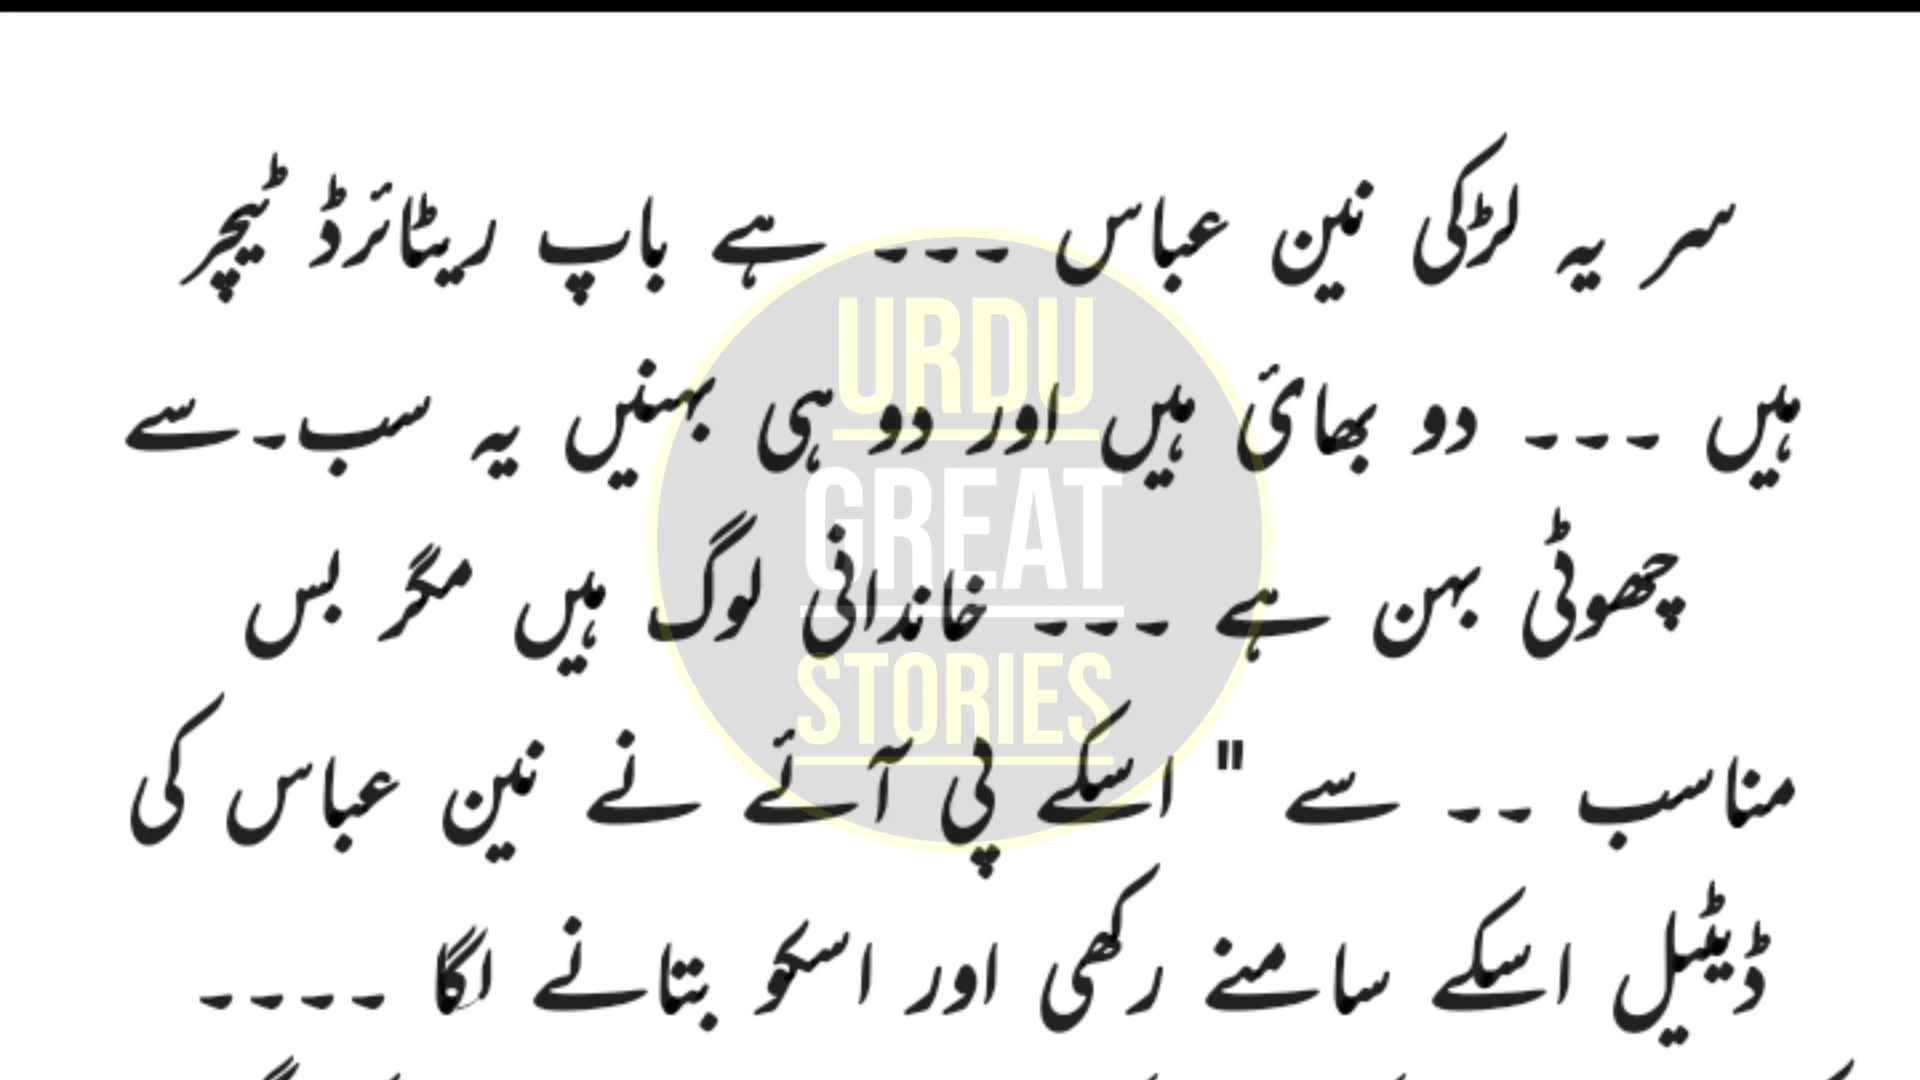 سر یہ لڑکی نین عباس ۔۔۔ ہے باپ ریٹائرڈ ٹیچر
ہیں ۔۔۔ دو بھائ ہیں اور دو ہی بہنیں یہ سب۔سے
چھوٹی بہن ہے ۔۔۔ خاندانی لوگ ہیں مگر بس
مناسب ۔۔ سے " اسکے پی آئے نے نین عباس کی
ڈیٹیل اسکے سامنے رکھی اور اسکو بتانے لگا ۔۔۔۔
URDU
GREAT
STORIES